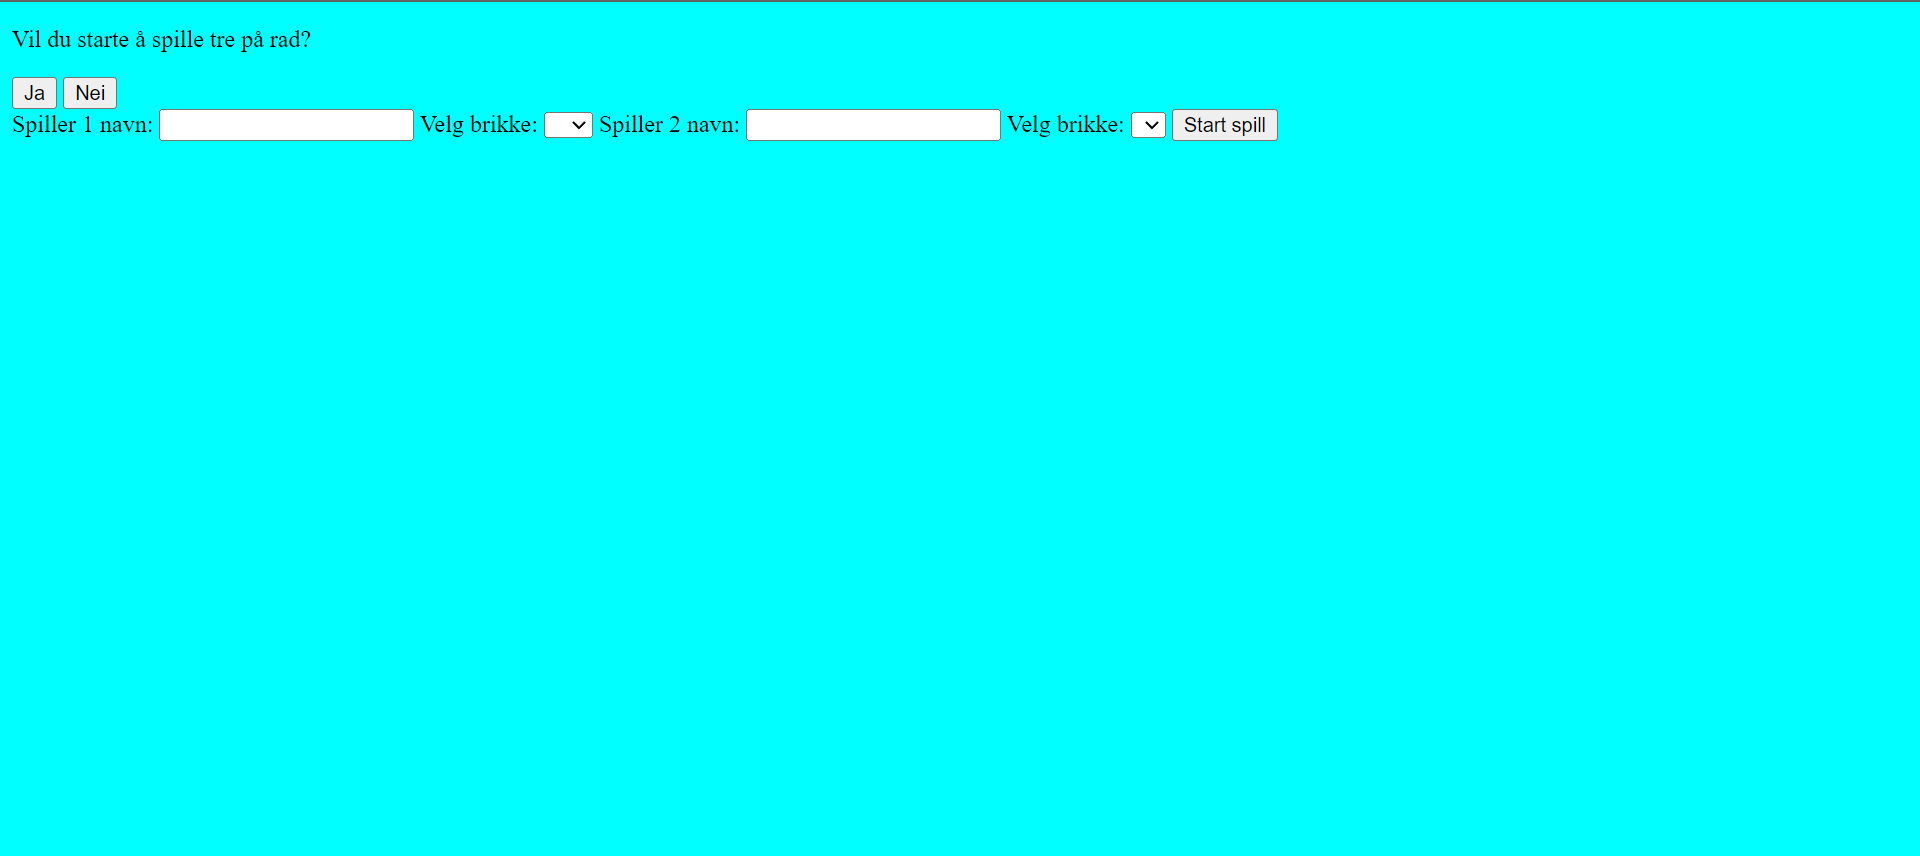 Vil du starte å spille tre på rad?
Ja Nei
Spiller 1 navn: Velg brikke: Spiller 2 navn: Velg brikke: Start spill